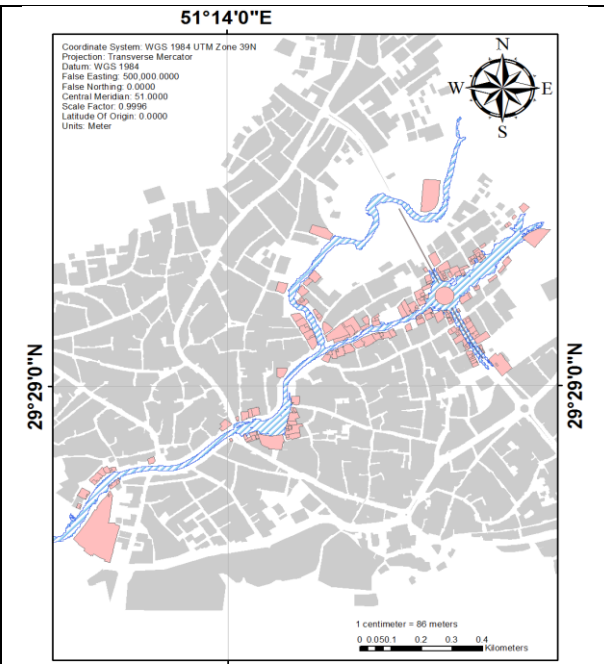 51°14'0"E
Coordinate System: WGS 1984 UTM Zone 39N
Projection: Transverse Mercator
Datum: WGS 1984
False Easting: 500,000.0000
False Northing: 0.0000
Central Meridian: 51.0000
Scale Factor: 0.9996
Latitude Of Origin: 0.0000
Units: Meter
N
W E
S
29°29'0"N
29°29'0"N
1 centimeter = 86 meters
0 0.050.1 0.2 0.3 0.4
Kilometers